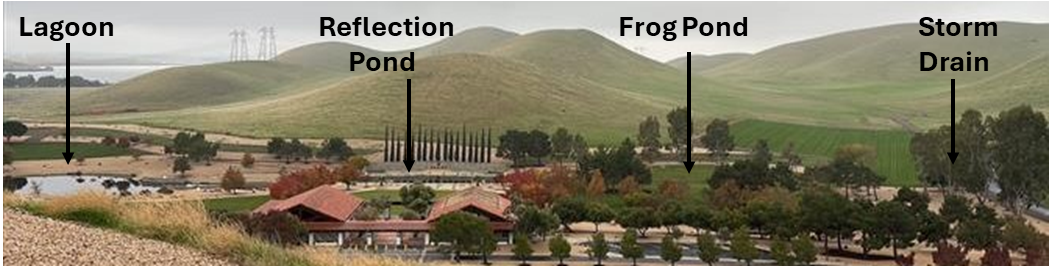 Lagoon
Reflection
Pond
Frog Pond
Storm
Drain